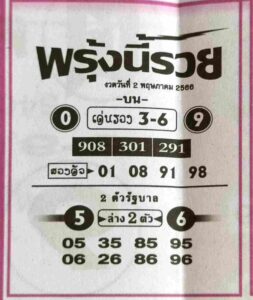 พรุ้งนี้รวย
งวดวันที่ 2 พฤษภาคม 2566
-บน-
0 เด่นรอง 3-6 9
908 301 291
สองตัว 01 08 91 98
2 ตัวรัฐบาล
5 ล่าง 2 ตัว 6
05 35 85 95
06 26 86 96